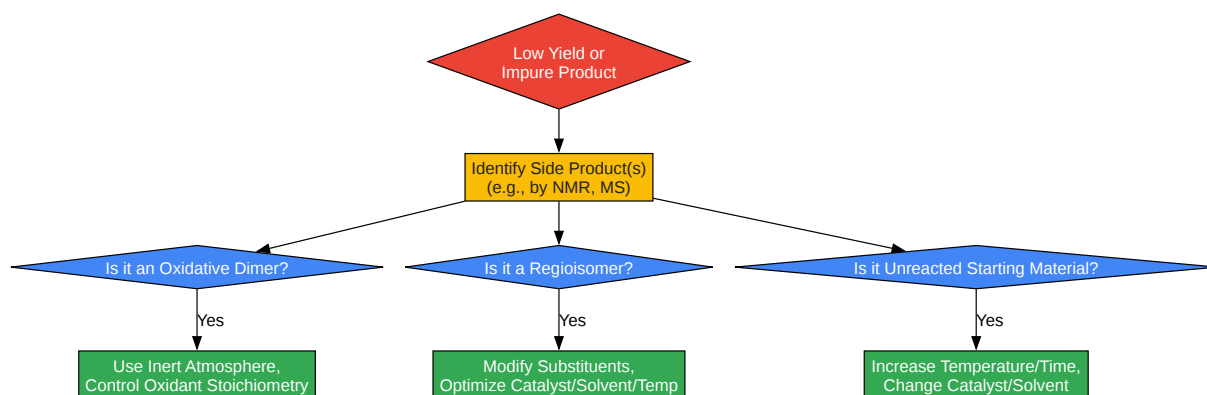 Low Yield or
Impure Product
Identify Side Product(s)
(e.g., by NMR, MS)
Is it an Oxidative Dimer?
Is it a Regioisomer?
Is it Unreacted Starting Material?
Yes
Yes
Yes
Use Inert Atmosphere,
Control Oxidant Stoichiometry
Modify Substituents,
Optimize Catalyst/Solvent/Temp
Increase Temperature/Time,
Change Catalyst/Solvent